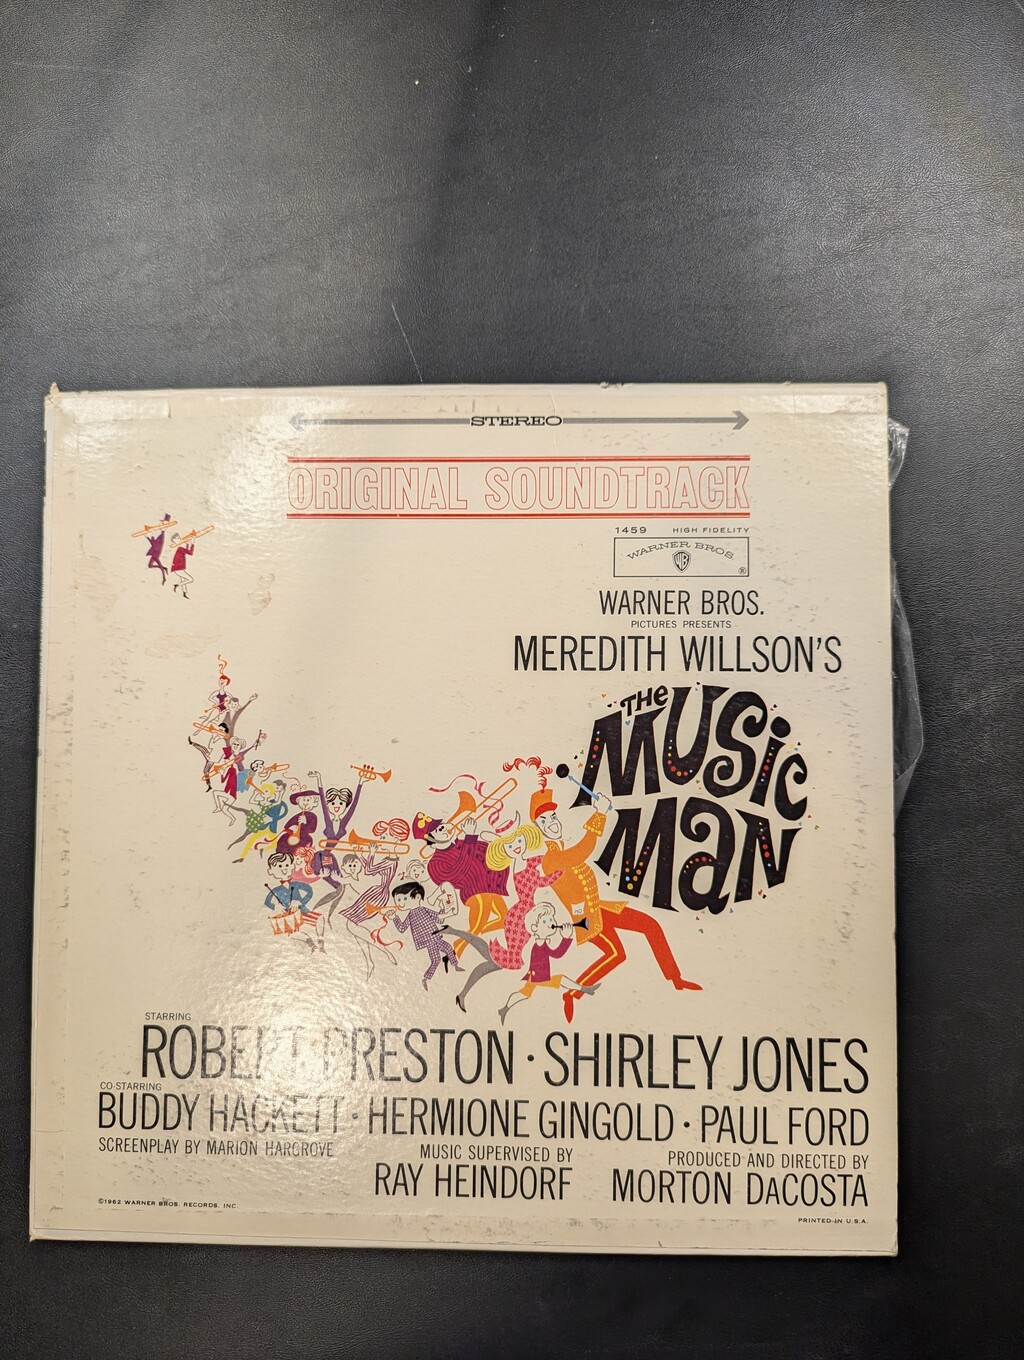 STEREO
ORIGINAL SOUNDTRACK
1459 HIGH FIDELITY
WARNER BROS.
WB
®
WARNER BROS.
PICTURES PRESENTS
MEREDITH WILLSON'S
THE
MUSIC
MAN
STARRING
ROBERT PRESTON · SHIRLEY JONES
CO-STARRING
BUDDY HACKETT · HERMIONE GINGOLD · PAUL FORD
SCREENPLAY BY MARION HARGROVE
MUSIC SUPERVISED BY
RAY HEINDORF
PRODUCED AND DIRECTED BY
MORTON DACOSTA
©1962 WARNER BROS. RECORDS, INC.
PRINTED IN U.S.A.